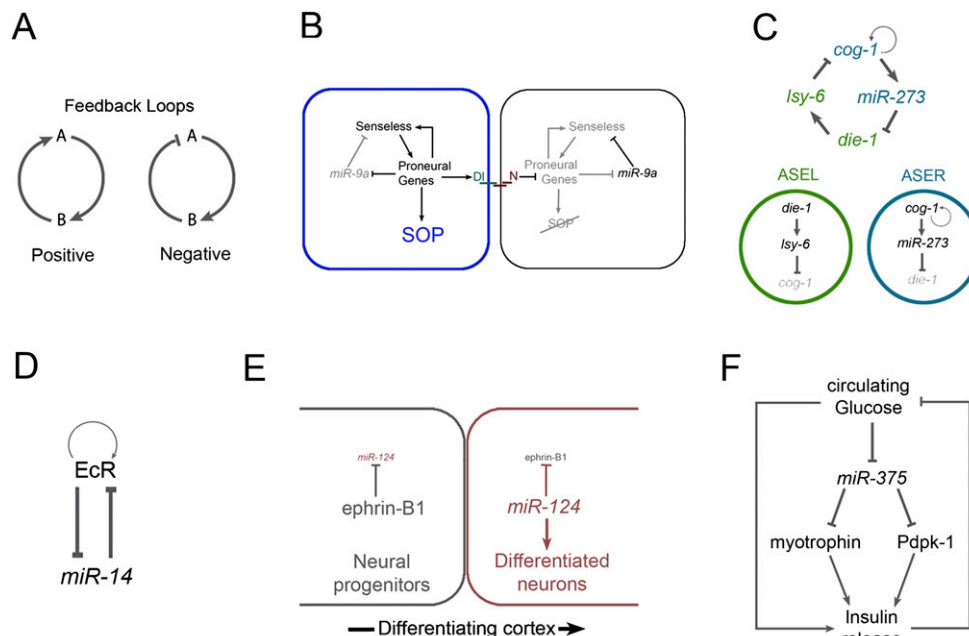 A
Feedback Loops
A
B
Positive
A
B
Negative
B
Senseless
miR-9a
Proneural
Genes
Dl
N
SOP
Senseless
Proneural
Genes
miR-9a
SOP
C
cog-1
lsy-6
miR-273
die-1
ASEL
die-1
lsy-6
cog-1
ASER
cog-1
miR-273
die-1
D
EcR
miR-14
E
miR-124
ephrin-B1
Neural
progenitors
ephrin-B1
miR-124
Differentiated
neurons
Differentiating cortex
F
circulating
Glucose
miR-375
myotrophin
Pdpk-1
Insulin